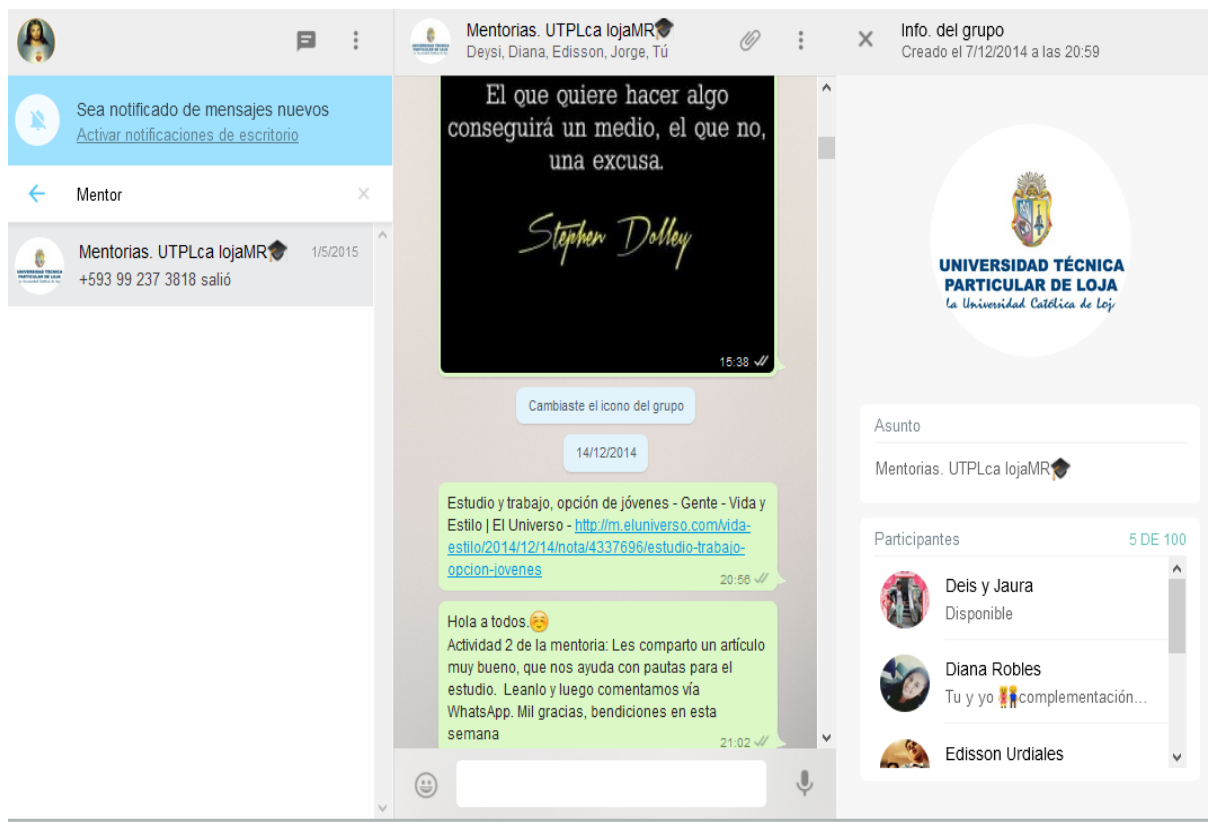 Sea notificado de mensajes nuevos
Activar notificaciones de escritorio
Mentor
Mentorias. UTPLca lojaMR🎓 1/5/2015
+593 99 237 3818 salió
Mentorias. UTPLca lojaMR🎓
Deysi, Diana, Edisson, Jorge, Tú
El que quiere hacer algo
conseguirá un medio, el que no,
una excusa.
Stephen Dolley
15:38
Cambiaste el icono del grupo
14/12/2014
Estudio y trabajo, opción de jóvenes - Gente - Vida y
Estilo | El Universo - http://m.eluniverso.com/vida-
estilo/2014/12/14/nota/4337696/estudio-trabajo-
opcion-jovenes
20:56
Hola a todos.☺️
Actividad 2 de la mentoria: Les comparto un artículo
muy bueno, que nos ayuda con pautas para el
estudio. Leanlo y luego comentamos vía
WhatsApp. Mil gracias, bendiciones en esta
semana
21:02
Info. del grupo
Creado el 7/12/2014 a las 20:59
UNIVERSIDAD TÉCNICA
PARTICULAR DE LOJA
La Universidad Católica de Loj
Asunto
Mentorias. UTPLca lojaMR🎓
Participantes 5 DE 100
Deis y Jaura
Disponible
Diana Robles
Tu y yo 👫complementación...
Edisson Urdiales